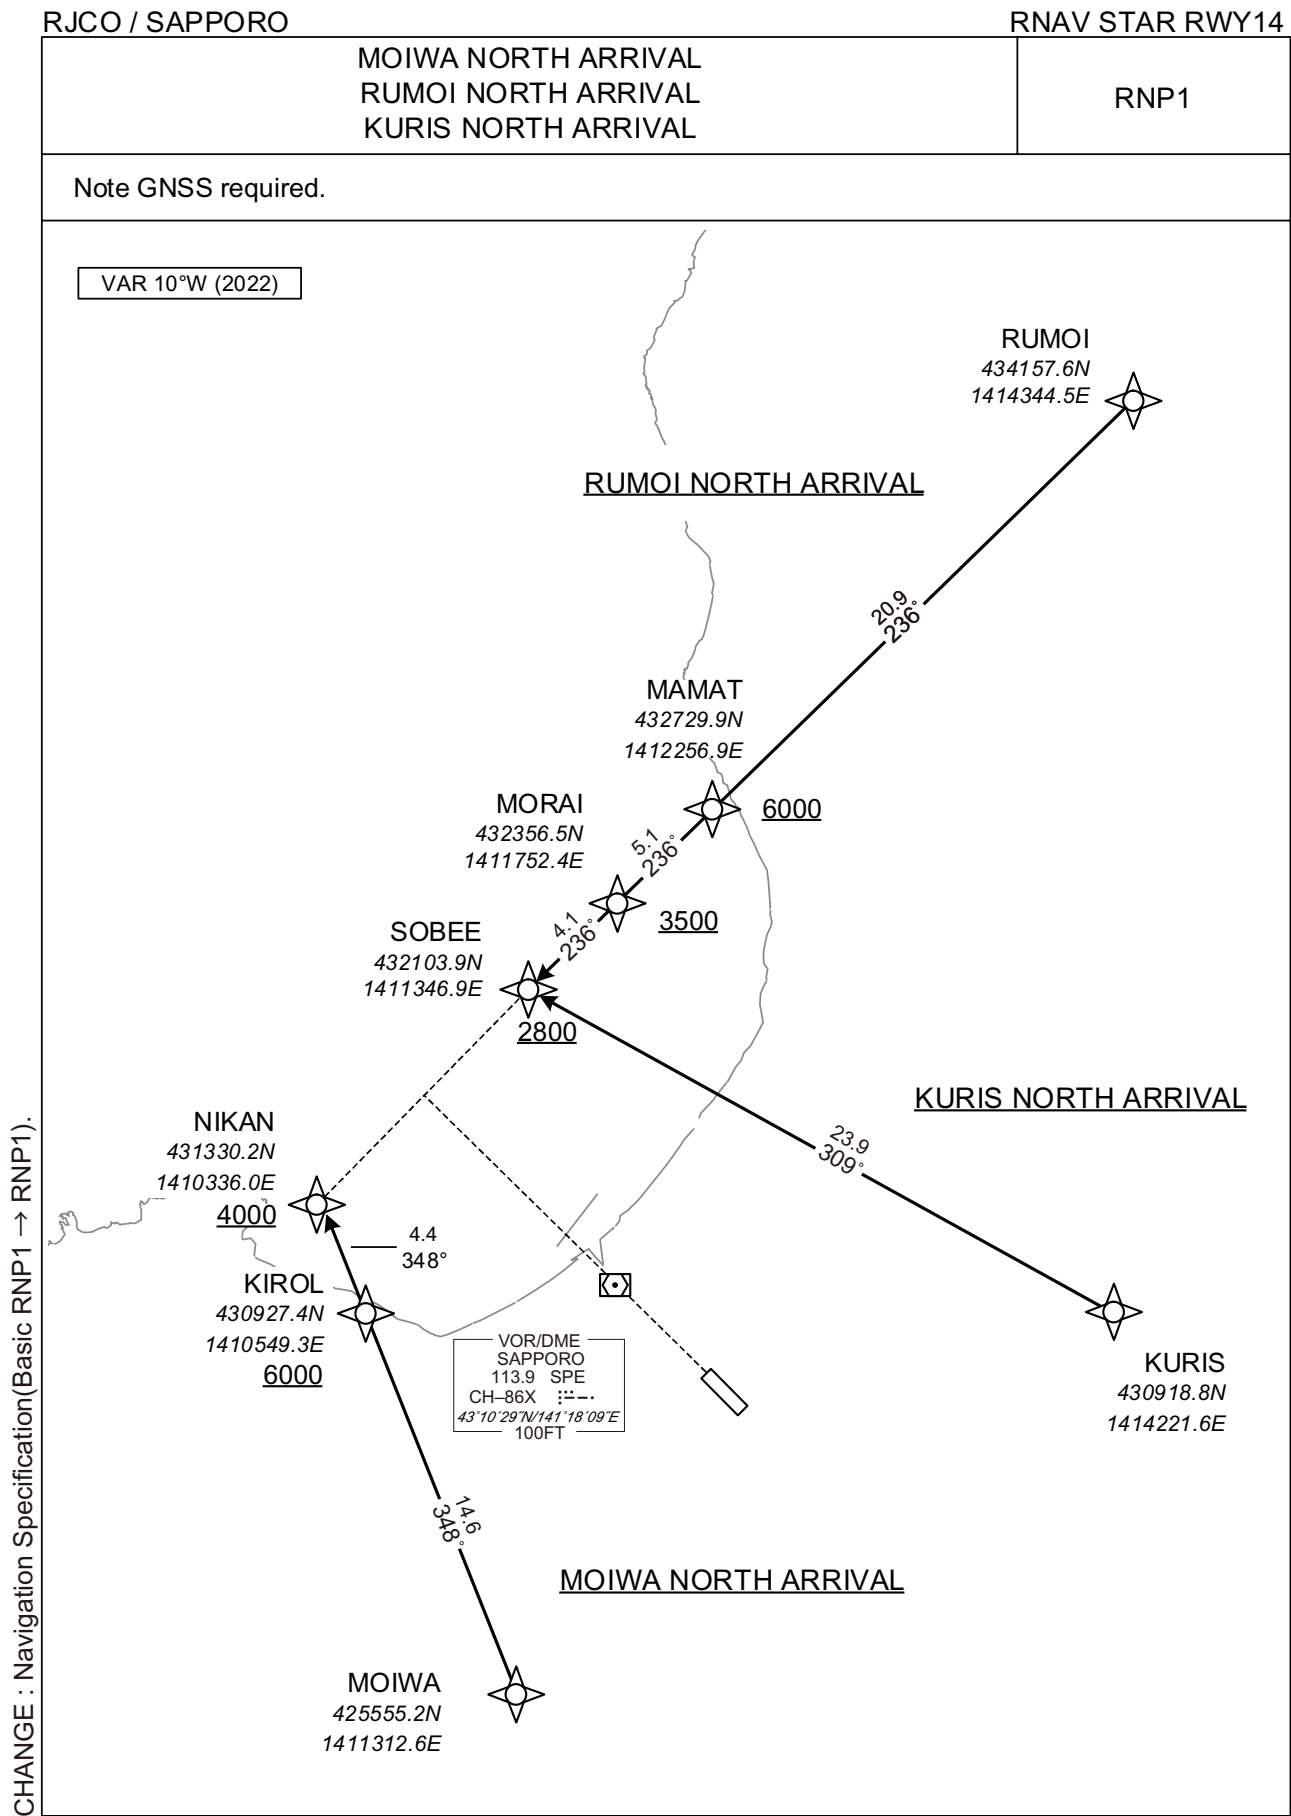 RJCO / SAPPORO
RNAV STAR RWY14
MOIWA NORTH ARRIVAL
RUMOI NORTH ARRIVAL
KURIS NORTH ARRIVAL
RNP1
Note GNSS required.
VAR 10°W (2022)
RUMOI
434157.6N
1414344.5E
RUMOI NORTH ARRIVAL
20.9
236°
MAMAT
432729.9N
1412256.9E
6000
MORAI
432356.5N
1411752.4E
5.1
236°
3500
SOBEE
432103.9N
1411346.9E
4.1
236°
2800
KURIS NORTH ARRIVAL
23.9
309°
NIKAN
431330.2N
1410336.0E
4000
4.4
348°
KIROL
430927.4N
1410549.3E
6000
VOR/DME
SAPPORO
113.9 SPE
CH–86X
43°10′29″N/141°18′09″E
100FT
KURIS
430918.8N
1414221.6E
14.6
348°
MOIWA NORTH ARRIVAL
MOIWA
425555.2N
1411312.6E
CHANGE : Navigation Specification(Basic RNP1 → RNP1).